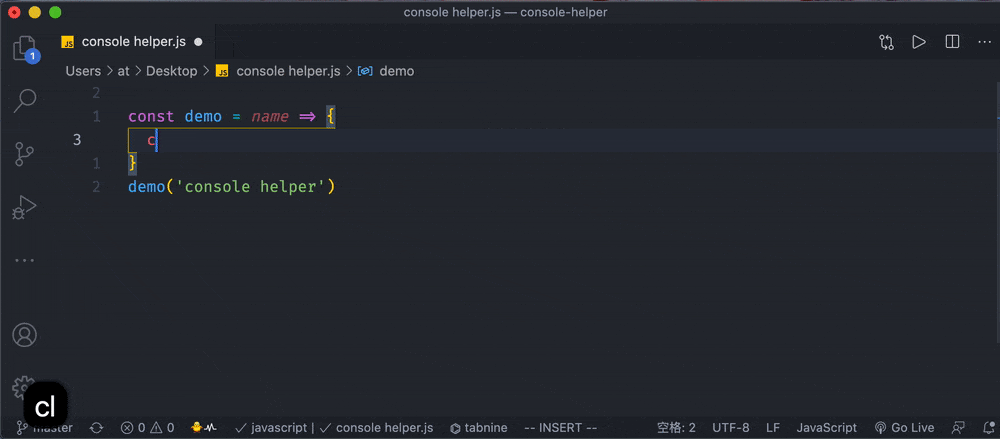 console helper.js — console-helper
JS console helper.js
Users > at > Desktop > JS console helper.js > demo
1
2
1 const demo = name => {
3 c
1 }
2 demo('console helper')
cl
master
0 0
javascript | ✓ console helper.js
tabnine
-- INSERT --
空格: 2
UTF-8
LF
JavaScript
Go Live